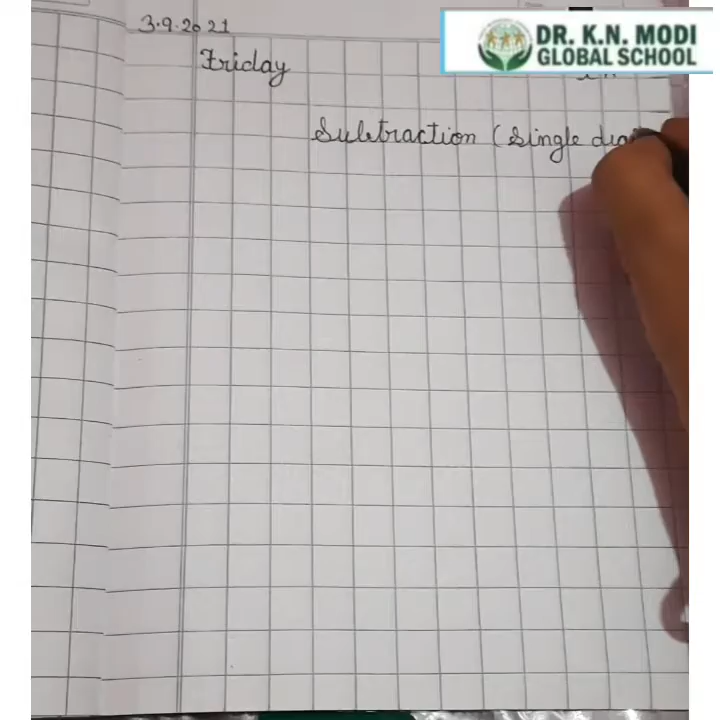 3.9.2021
DR. K.N. MODI
GLOBAL SCHOOL
Friday
Subtraction (Single